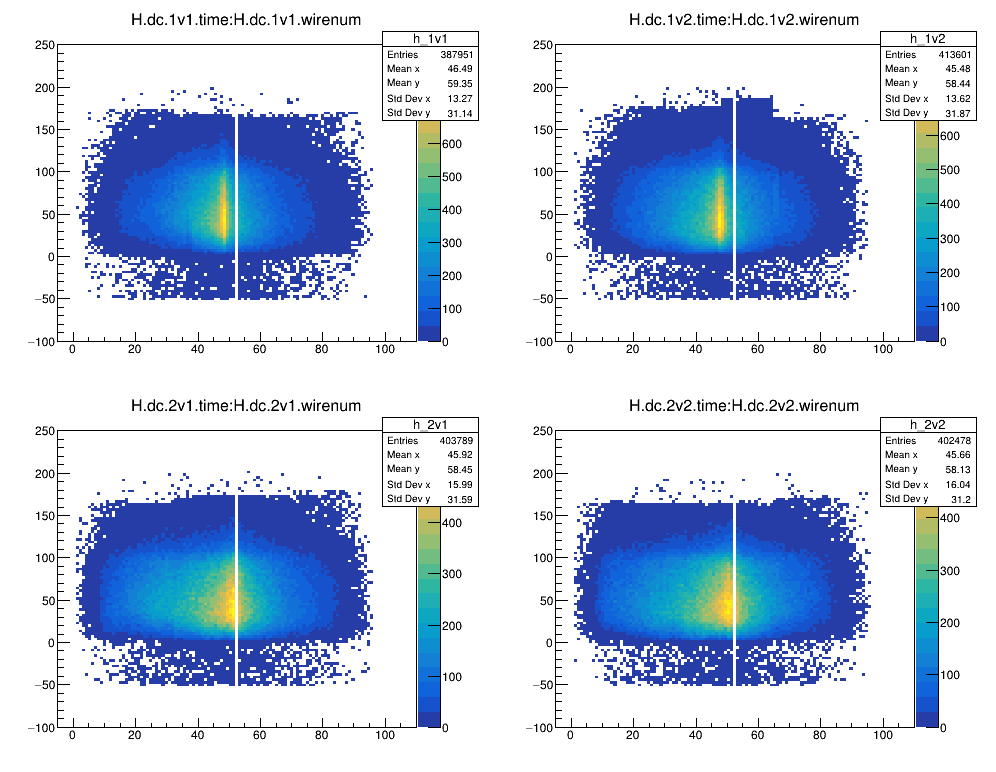 H.dc.1v1.time:H.dc.1v1.wirenum
h_1v1
Entries 387951
Mean x 46.49
Mean y 59.35
Std Dev x 13.27
Std Dev y 31.14
250
200
150
100
50
0
−50
−100
0 20 40 60 80 100
600
500
400
300
200
100
0
H.dc.1v2.time:H.dc.1v2.wirenum
h_1v2
Entries 413601
Mean x 45.48
Mean y 58.44
Std Dev x 13.62
Std Dev y 31.87
250
200
150
100
50
0
−50
−100
0 20 40 60 80 100
600
500
400
300
200
100
0
H.dc.2v1.time:H.dc.2v1.wirenum
h_2v1
Entries 403789
Mean x 45.92
Mean y 58.45
Std Dev x 15.99
Std Dev y 31.59
250
200
150
100
50
0
−50
−100
0 20 40 60 80 100
400
300
200
100
0
H.dc.2v2.time:H.dc.2v2.wirenum
h_2v2
Entries 402478
Mean x 45.66
Mean y 58.13
Std Dev x 16.04
Std Dev y 31.2
250
200
150
100
50
0
−50
−100
0 20 40 60 80 100
400
300
200
100
0